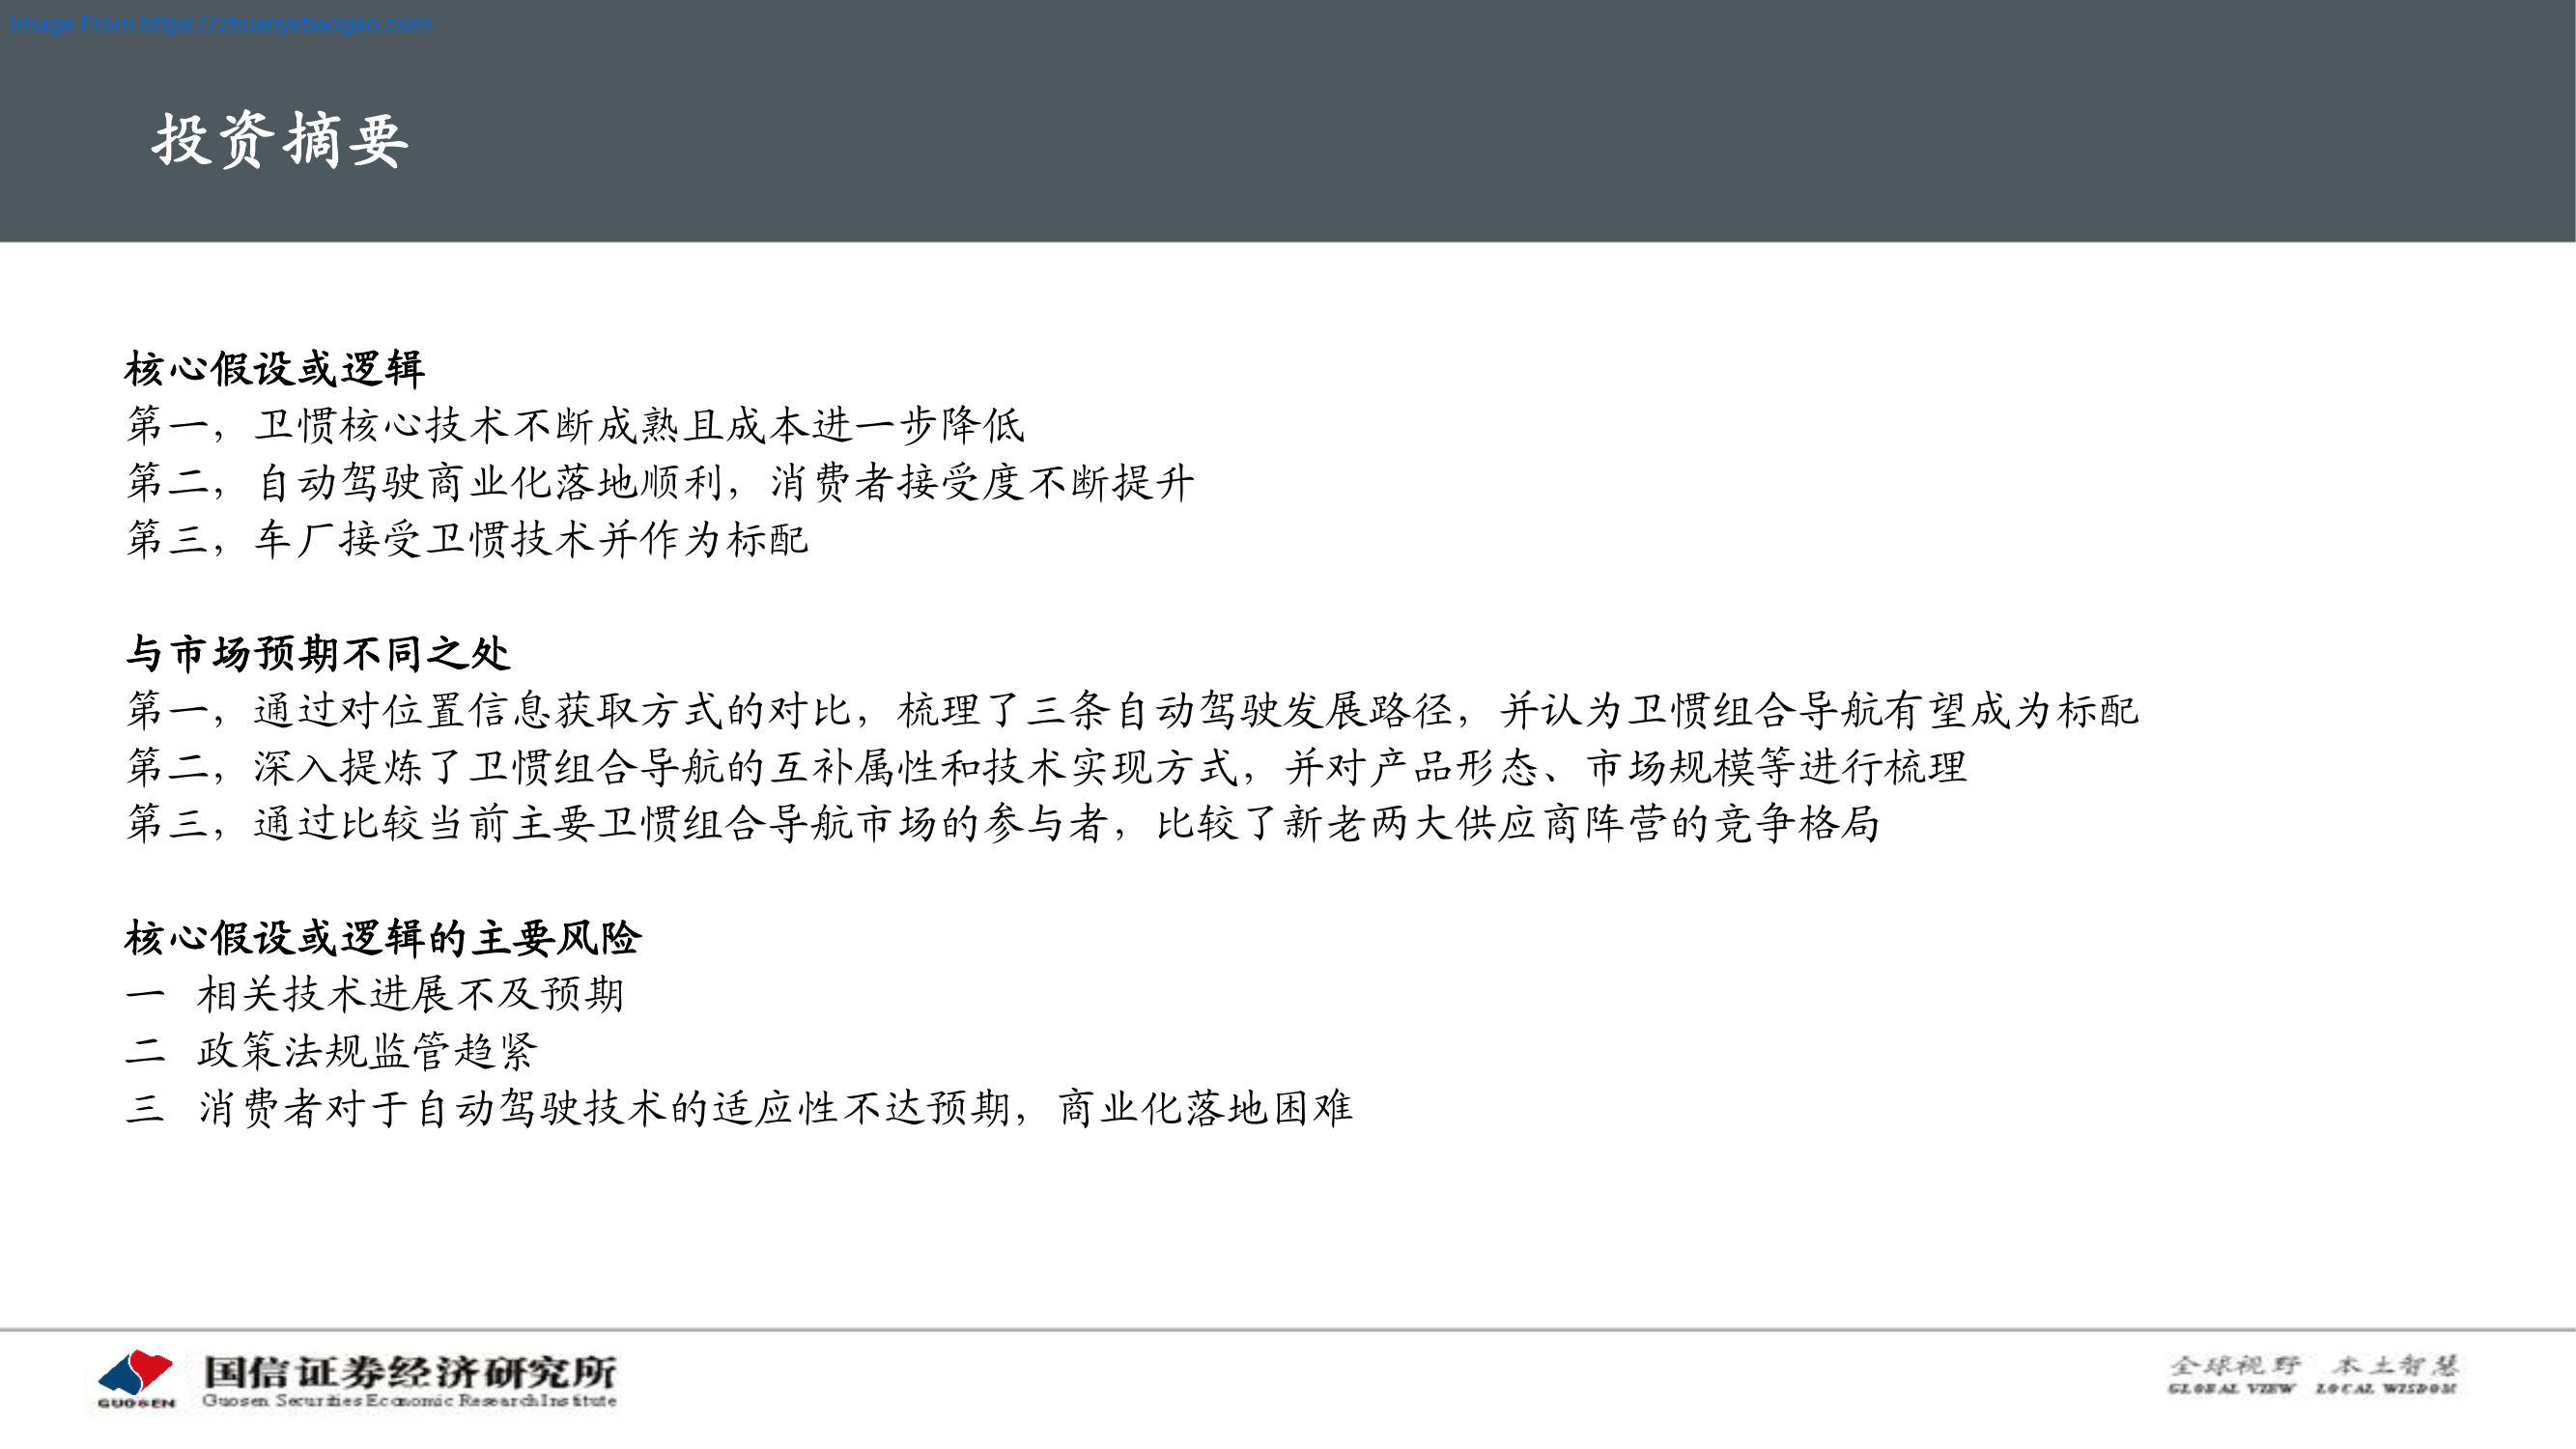 Image From https://zhuanyebaogao.com
投资摘要
核心假设或逻辑
第一，卫惯核心技术不断成熟且成本进一步降低
第二，自动驾驶商业化落地顺利，消费者接受度不断提升
第三，车厂接受卫惯技术并作为标配
与市场预期不同之处
第一，通过对位置信息获取方式的对比，梳理了三条自动驾驶发展路径，并认为卫惯组合导航有望成为标配
第二，深入提炼了卫惯组合导航的互补属性和技术实现方式，并对产品形态、市场规模等进行梳理
第三，通过比较当前主要卫惯组合导航市场的参与者，比较了新老两大供应商阵营的竞争格局
核心假设或逻辑的主要风险
一 相关技术进展不及预期
二 政策法规监管趋紧
三 消费者对于自动驾驶技术的适应性不达预期，商业化落地困难
GUOSEN
国信证券经济研究所
Guosen Securities Economic Research Institute
全球视野 本土智慧
GLOBAL VIEW LOCAL WISDOM